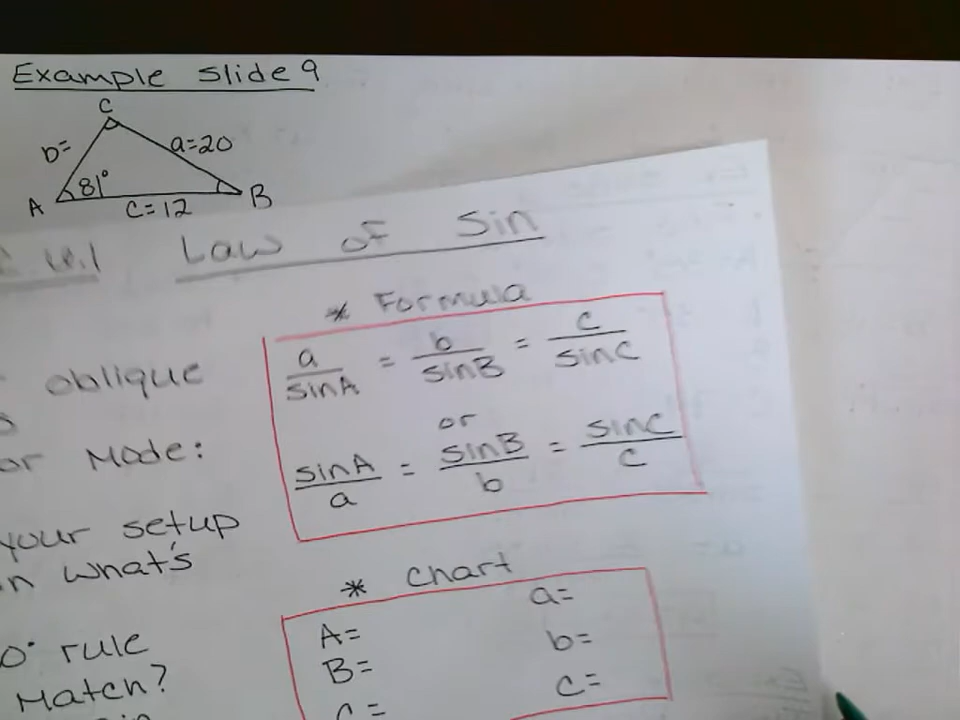 Example slide 9
C
b=
a=20
81°
A
B
c=12
Law of Sin
* Formula
a/sinA = b/sinB = c/sinC
or
sinA/a = sinB/b = sinC/c
oblique
or Mode:
your setup
what's
rule
Match?
* Chart
A= a=
B= b=
C= c=